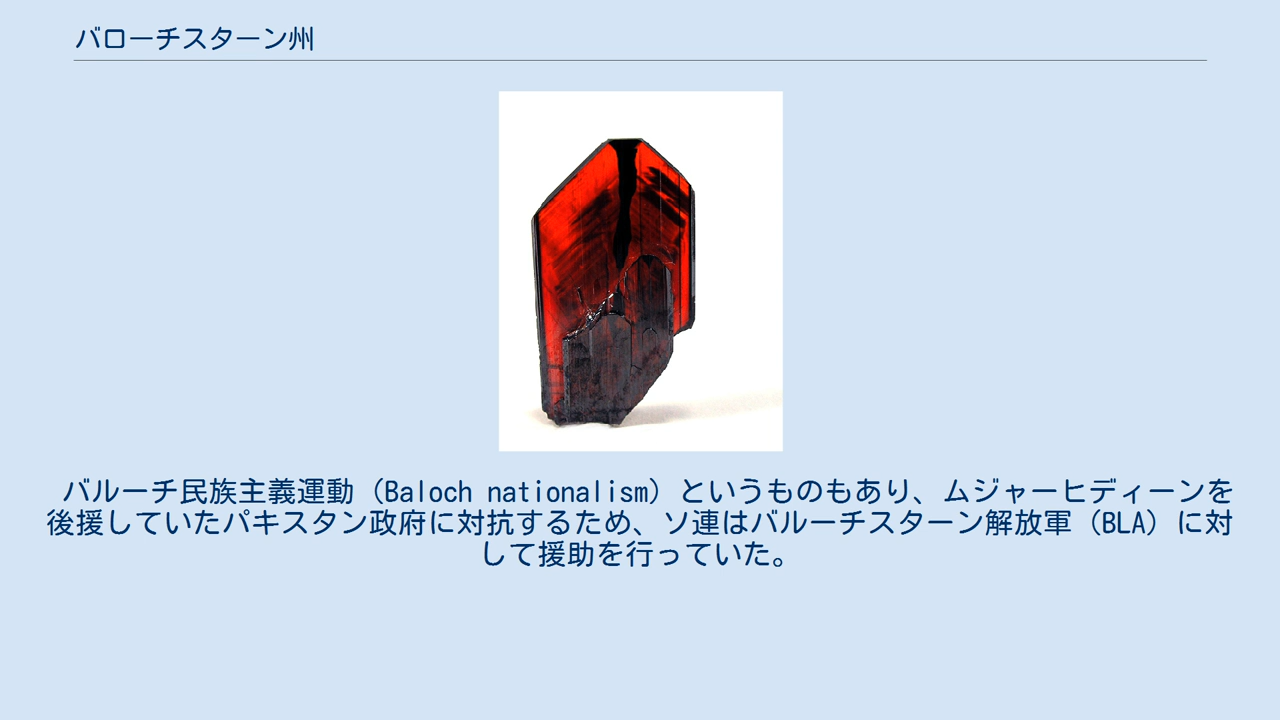 バローチスターン州
バルーチ民族主義運動（Baloch nationalism）というものもあり、ムジャーヒディーンを
後援していたパキスタン政府に対抗するため、ソ連はバルーチスターン解放軍（BLA）に対
して援助を行っていた。